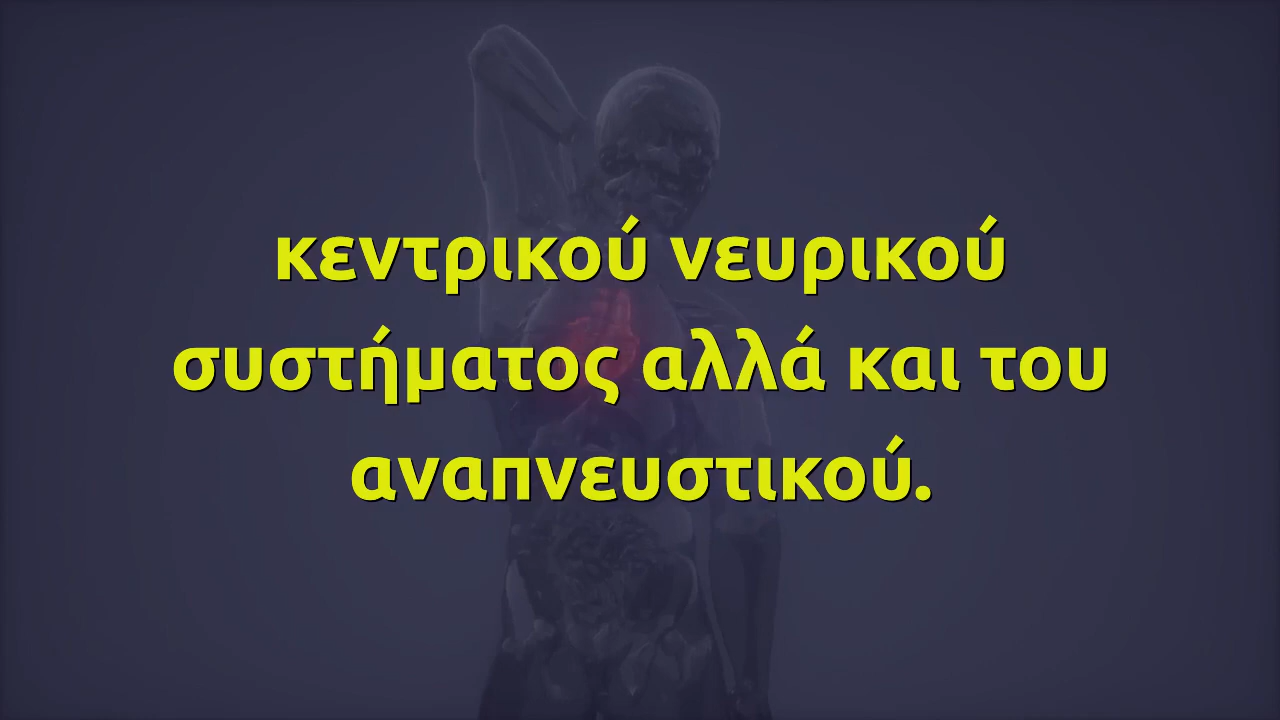 κεντρικού νευρικού
συστήματος αλλά και του
αναπνευστικού.